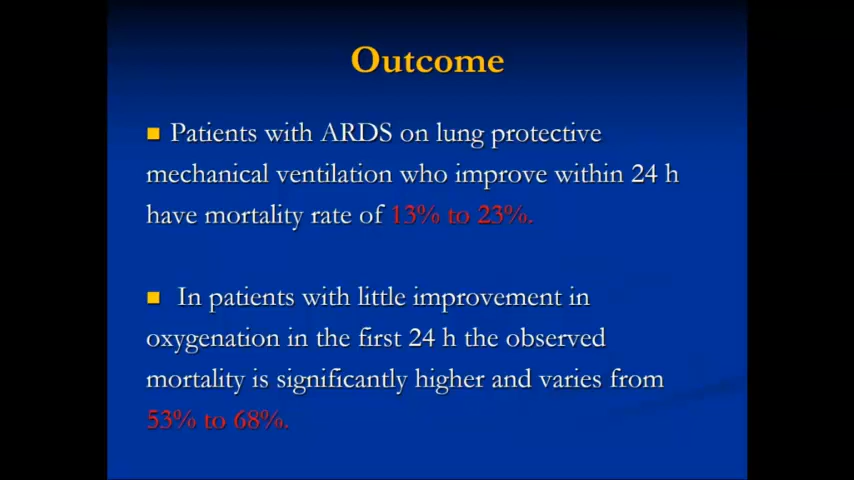 Outcome
■ Patients with ARDS on lung protective
mechanical ventilation who improve within 24 h
have mortality rate of 13% to 23%.
■ In patients with little improvement in
oxygenation in the first 24 h the observed
mortality is significantly higher and varies from
53% to 68%.